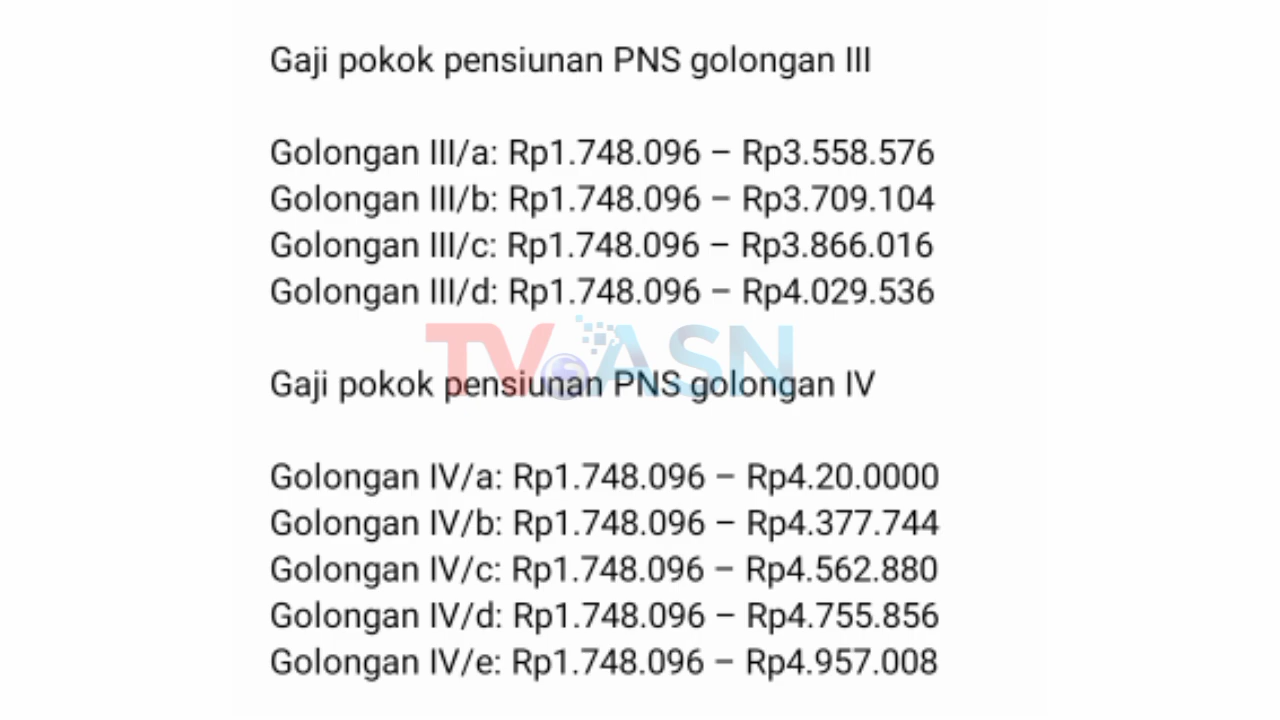 Gaji pokok pensiunan PNS golongan III
Golongan III/a: Rp1.748.096 – Rp3.558.576
Golongan III/b: Rp1.748.096 – Rp3.709.104
Golongan III/c: Rp1.748.096 – Rp3.866.016
Golongan III/d: Rp1.748.096 – Rp4.029.536
TV ASN
Gaji pokok pensiunan PNS golongan IV
Golongan IV/a: Rp1.748.096 – Rp4.20.0000
Golongan IV/b: Rp1.748.096 – Rp4.377.744
Golongan IV/c: Rp1.748.096 – Rp4.562.880
Golongan IV/d: Rp1.748.096 – Rp4.755.856
Golongan IV/e: Rp1.748.096 – Rp4.957.008